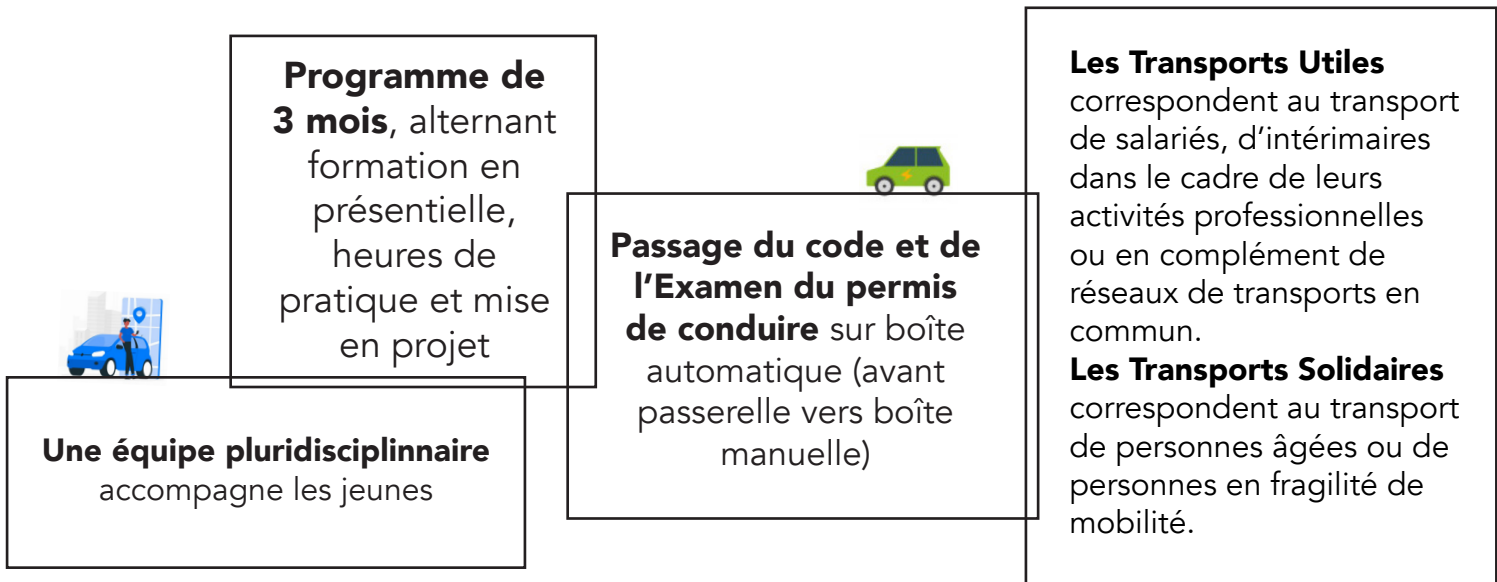 Une équipe pluridisciplinnaire
accompagne les jeunes
Programme de
3 mois, alternant
formation en
présentielle,
heures de
pratique et mise
en projet
Passage du code et de
l'Examen du permis
de conduire sur boîte
automatique (avant
passerelle vers boîte
manuelle)
Les Transports Utiles
correspondent au transport
de salariés, d'intérimaires
dans le cadre de leurs
activités professionnelles
ou en complément de
réseaux de transports en
commun.
Les Transports Solidaires
correspondent au transport
de personnes âgées ou de
personnes en fragilité de
mobilité.